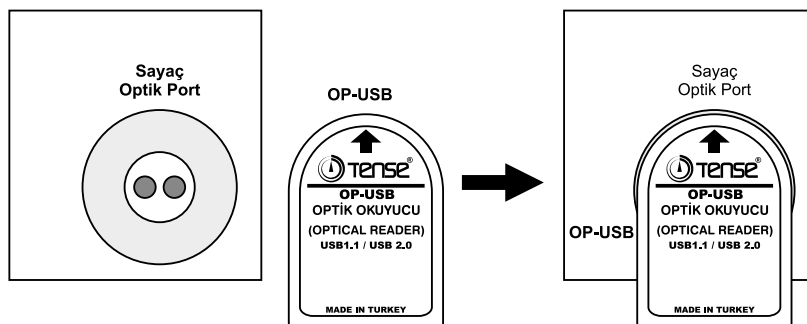 Sayaç
Optik Port
OP-USB
TENSE®
OP-USB
OPTİK OKUYUCU
(OPTICAL READER)
USB1.1 / USB 2.0
MADE IN TURKEY
Sayaç
Optik Port
OP-USB
TENSE®
OP-USB
OPTİK OKUYUCU
(OPTICAL READER)
USB1.1 / USB 2.0
MADE IN TURKEY